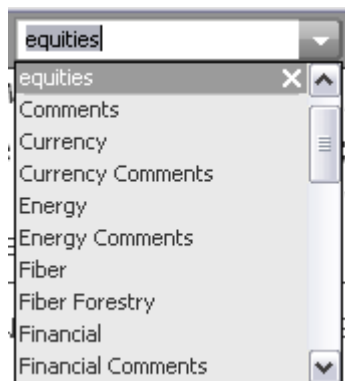 equities
equities
Comments
Currency
Currency Comments
Energy
Energy Comments
Fiber
Fiber Forestry
Financial
Financial Comments